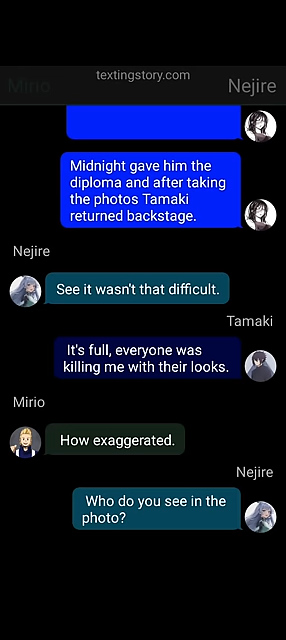 textingstory.com
Mirio
Nejire
Midnight gave him the
diploma and after taking
the photos Tamaki
returned backstage.
Nejire
See it wasn't that difficult.
Tamaki
It's full, everyone was
killing me with their looks.
Mirio
How exaggerated.
Nejire
Who do you see in the
photo?